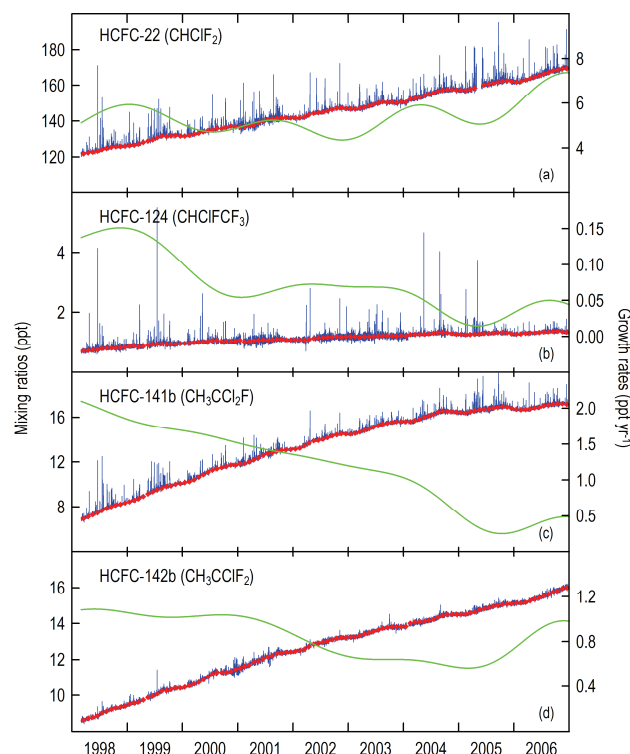 HCFC-22 (CHClF2)
180
160
140
120
8
6
4
(a)
HCFC-124 (CHClFCF3)
4
2
0.15
0.10
0.05
0.00
(b)
Mixing ratios (ppt)
Growth rates (ppt yr-1)
HCFC-141b (CH3CCl2F)
16
12
8
2.0
1.5
1.0
0.5
(c)
HCFC-142b (CH3CClF2)
16
14
12
10
1.2
0.8
0.4
(d)
1998 1999 2000 2001 2002 2003 2004 2005 2006